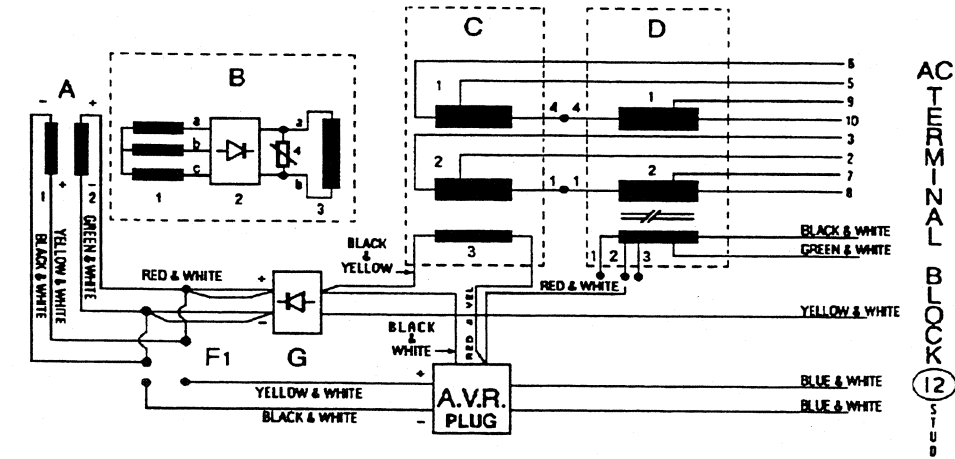 A
B
C
D
- +
+ -
1 2
a
b
c
1
2
3
4
a
b
1
2
3
4 4
1 1
1
2
1 2 3
6
5
9
10
3
2
7
8
BLACK & WHITE
GREEN & WHITE
YELLOW & WHITE
BLUE & WHITE
BLUE & WHITE
BLACK & WHITE
YELLOW & WHITE
GREEN & WHITE
RED & WHITE
+
-
F1
G
BLACK
&
YELLOW
RED & YEL
RED & WHITE
BLACK
&
WHITE
YELLOW & WHITE
BLACK & WHITE
+
-
A.V.R.
PLUG
AC TERMINAL BLOCK
12
STUD